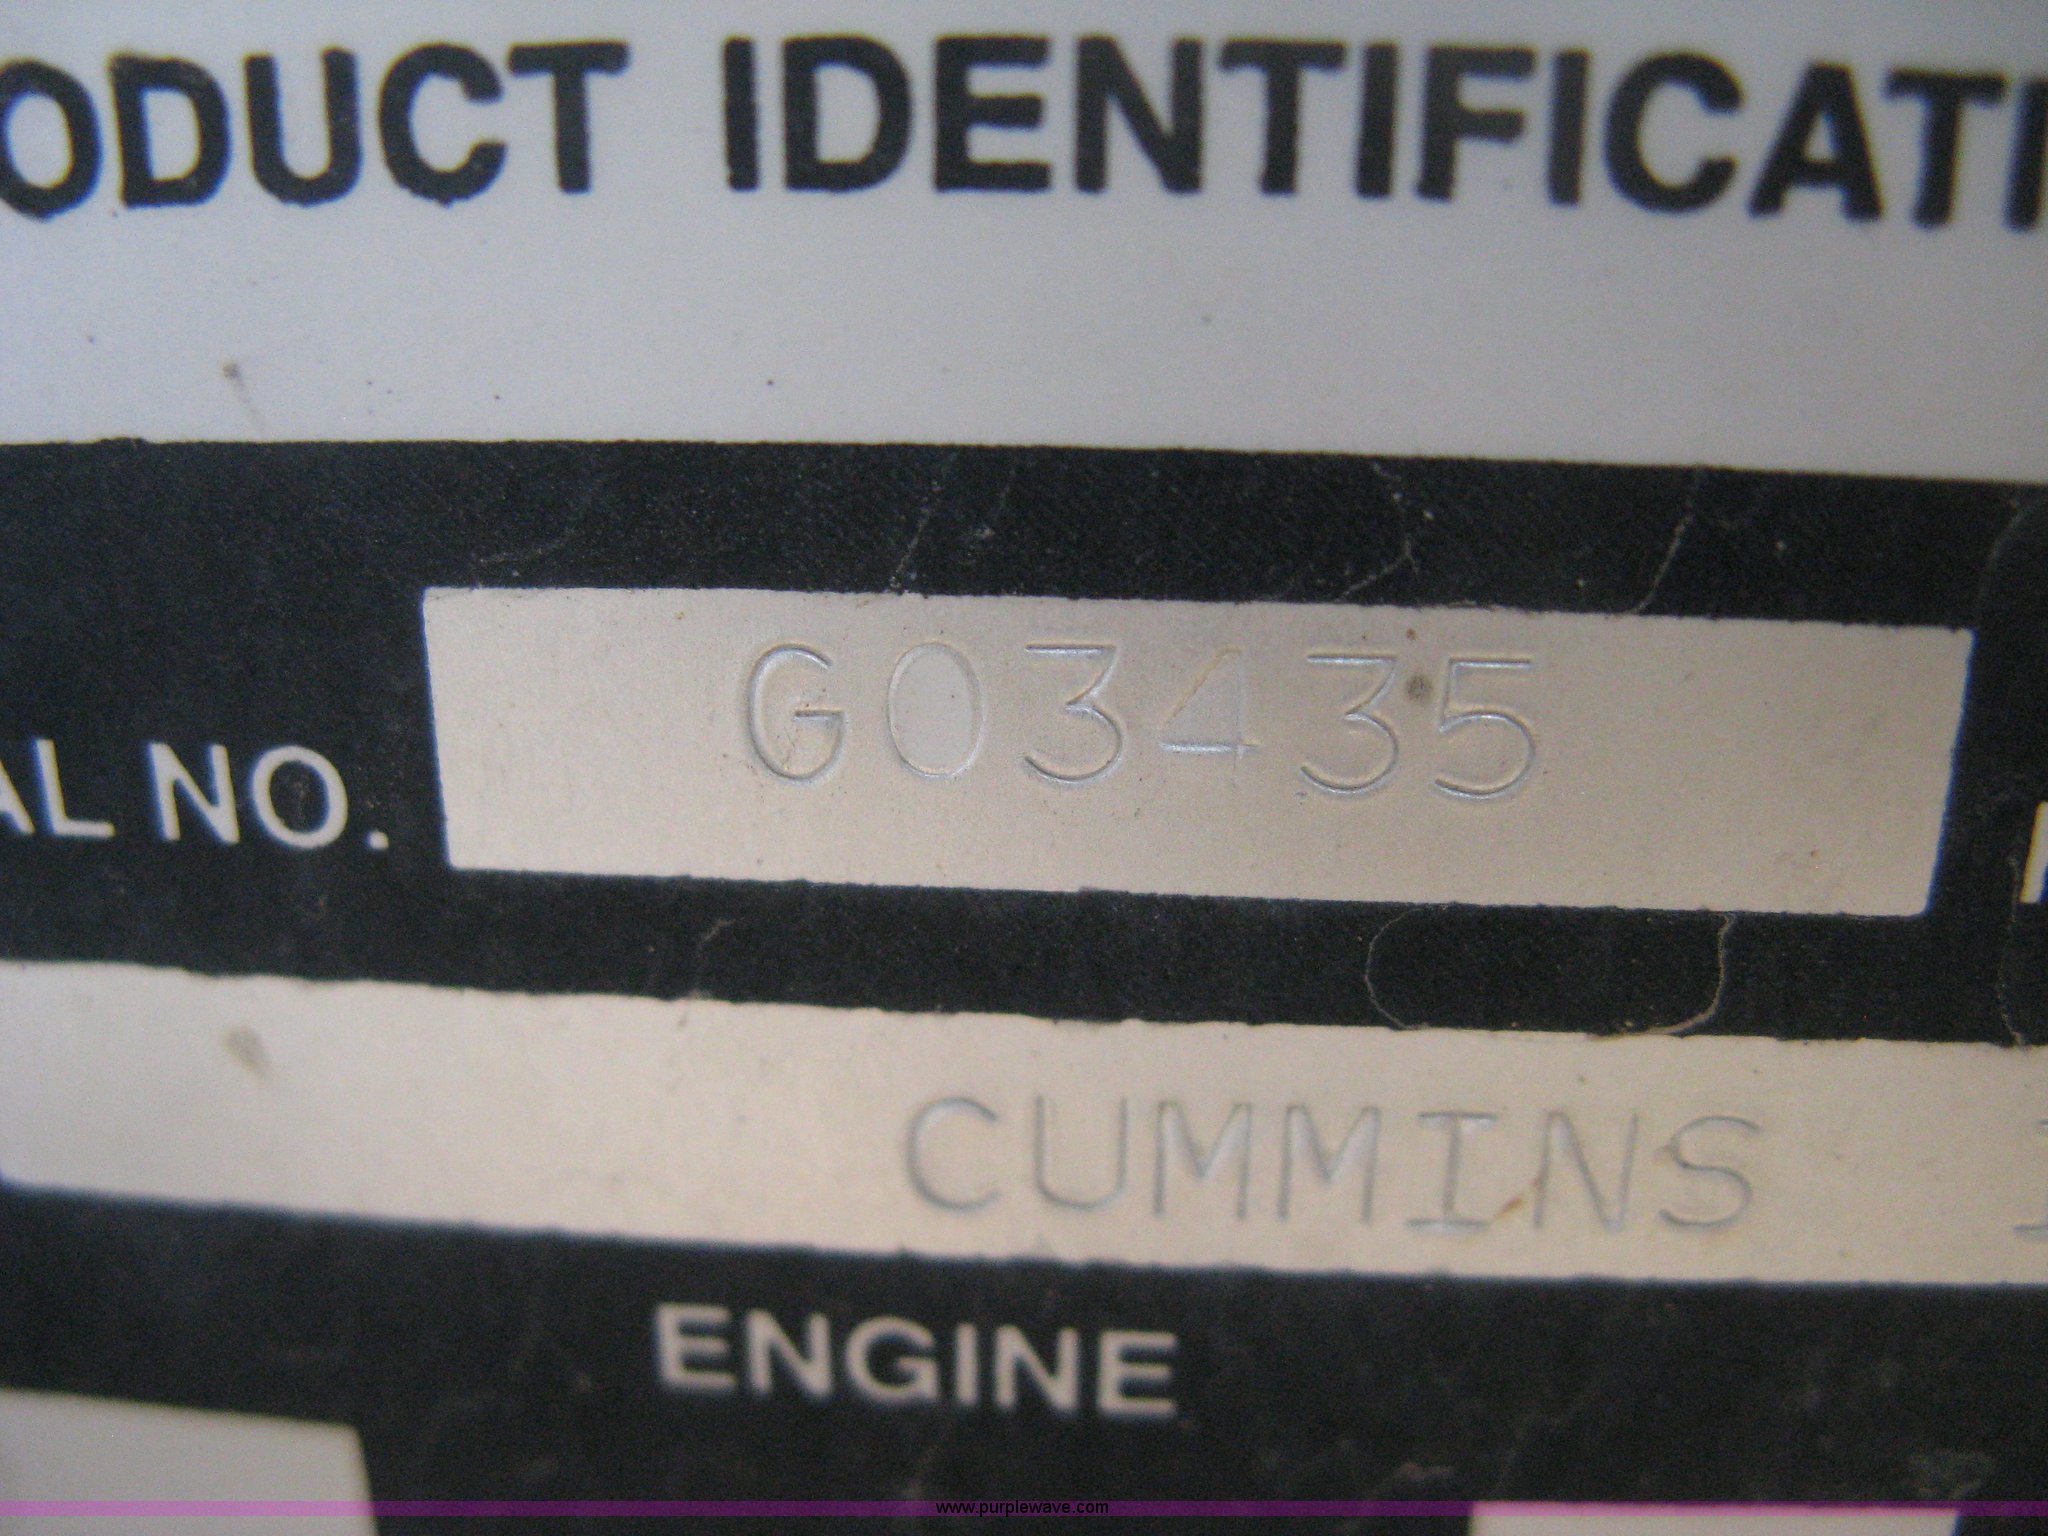 ODUCT IDENTIFICATI
AL NO. G03435
CUMMINS
ENGINE
www.purplewave.com